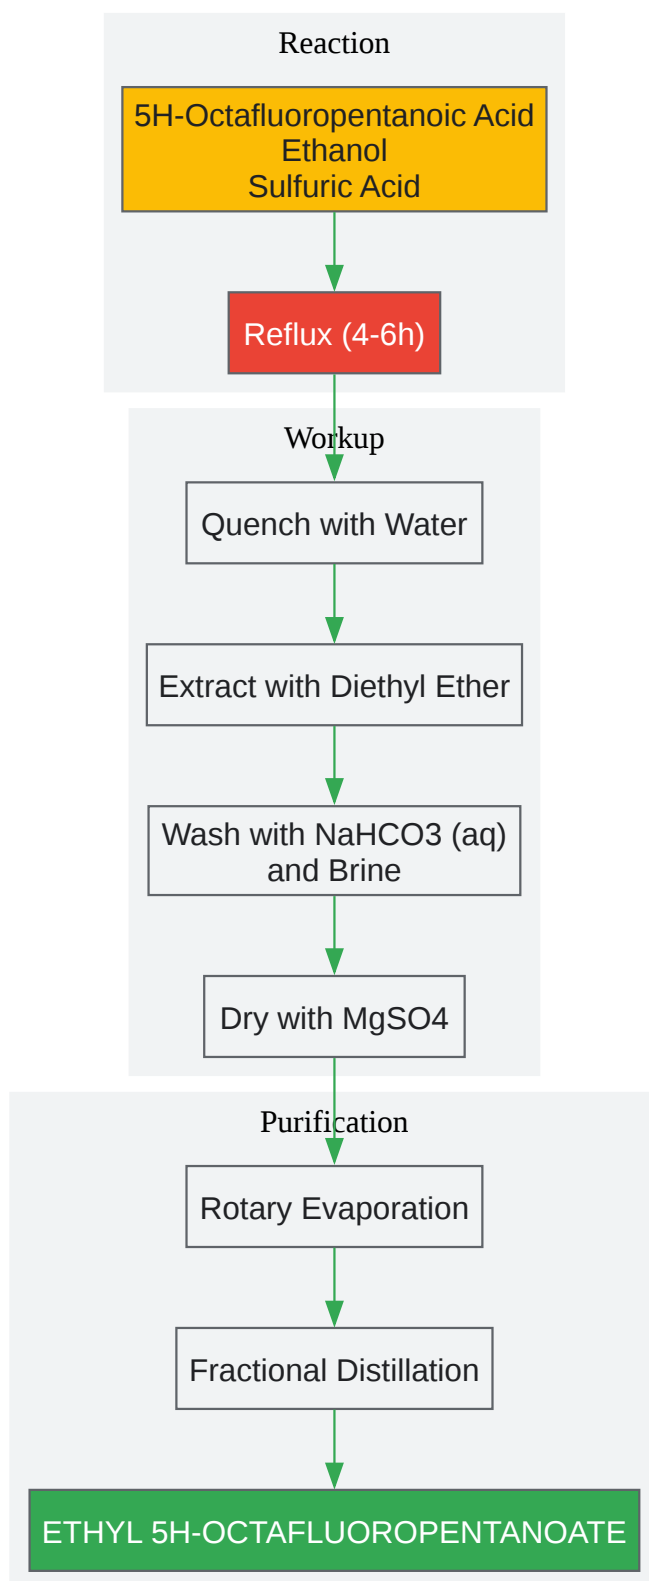 Reaction
5H-Octafluoropentanoic Acid
Ethanol
Sulfuric Acid
Reflux (4-6h)
Workup
Quench with Water
Extract with Diethyl Ether
Wash with NaHCO3 (aq)
and Brine
Dry with MgSO4
Purification
Rotary Evaporation
Fractional Distillation
ETHYL 5H-OCTAFLUOROPENTANOATE